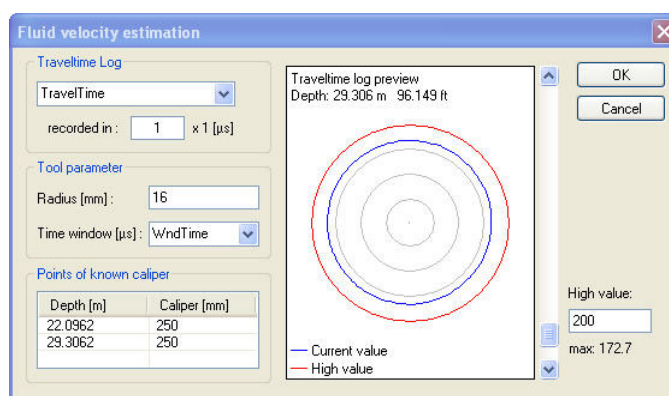 Fluid velocity estimation
Traveltime Log
TravelTime
recorded in : 1 x 1 [µs]
Tool parameter
Radius [mm] : 16
Time window [µs] : WndTime
Points of known caliper
Depth [m] Caliper [mm]
22.0962 250
29.3062 250
Traveltime log preview
Depth: 29.306 m 96.149 ft
Current value
High value
OK
Cancel
High value:
200
max: 172.7